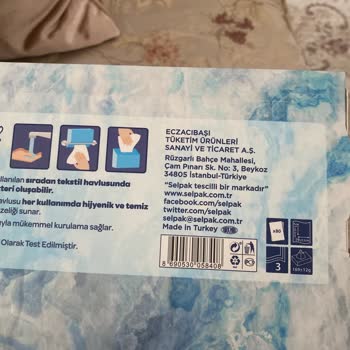 ECZACIBAŞI
TÜKETİM ÜRÜNLERİ
SANAYİ VE TİCARET A.Ş.
Rüzgarlı Bahçe Mahallesi,
Çam Pınarı Sk. No: 3, Beykoz
34805 İstanbul-Türkiye
"Selpak tescilli bir markadır"
www.selpak.com.tr
facebook.com/selpak
twitter.com/selpak
selpak@selpak.com.tr
Made in Turkey
8 690530 058408
x80
3
kullanılan sıradan tekstil havlusunda
teri oluşabilir.
havlusu her kullanımda hijyenik ve temiz
özelliği sunar.
yla mükemmel kurulama sağlar.
Olarak Test Edilmiştir.